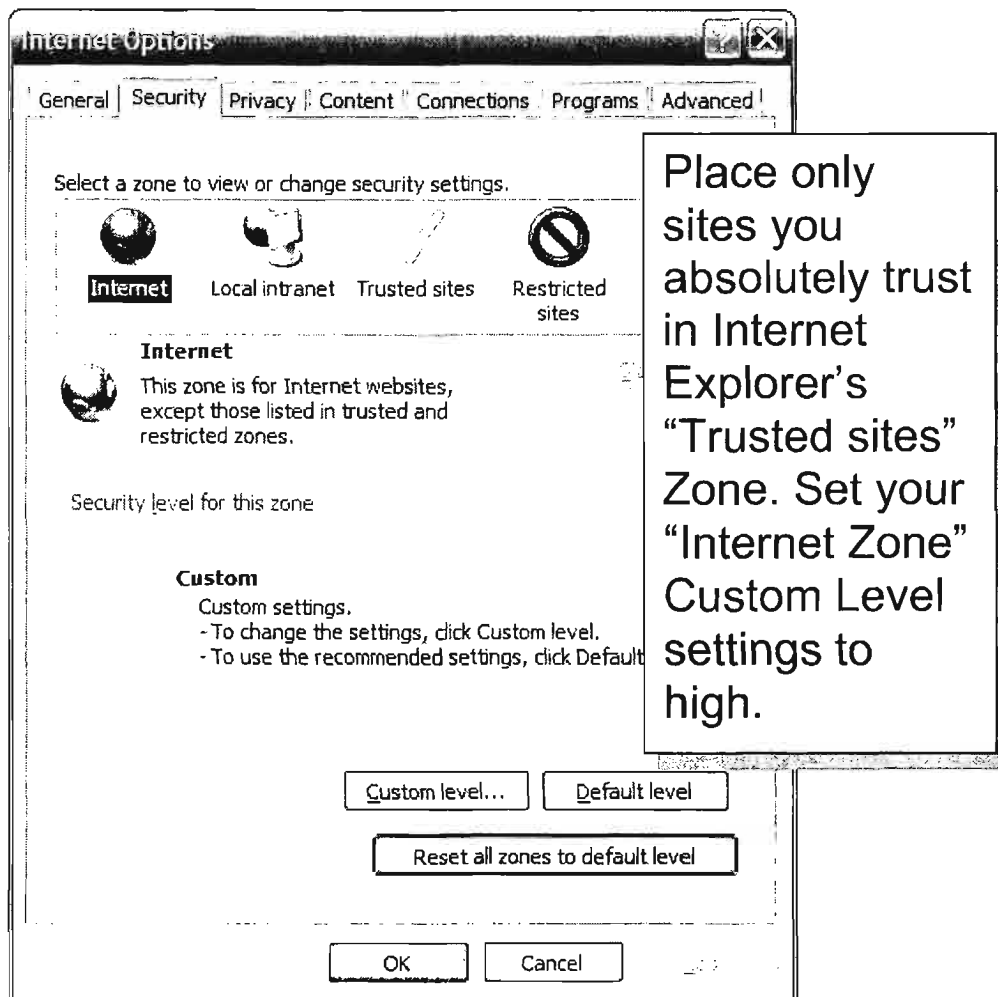 Internet Options
General Security Privacy Content Connections Programs Advanced
Select a zone to view or change security settings.
Internet Local intranet Trusted sites Restricted sites
Internet
This zone is for Internet websites,
except those listed in trusted and
restricted zones.
Security level for this zone
Custom
Custom settings.
- To change the settings, click Custom level.
- To use the recommended settings, click Default
Custom level... Default level
Reset all zones to default level
OK Cancel
Place only
sites you
absolutely trust
in Internet
Explorer's
“Trusted sites”
Zone. Set your
“Internet Zone”
Custom Level
settings to
high.